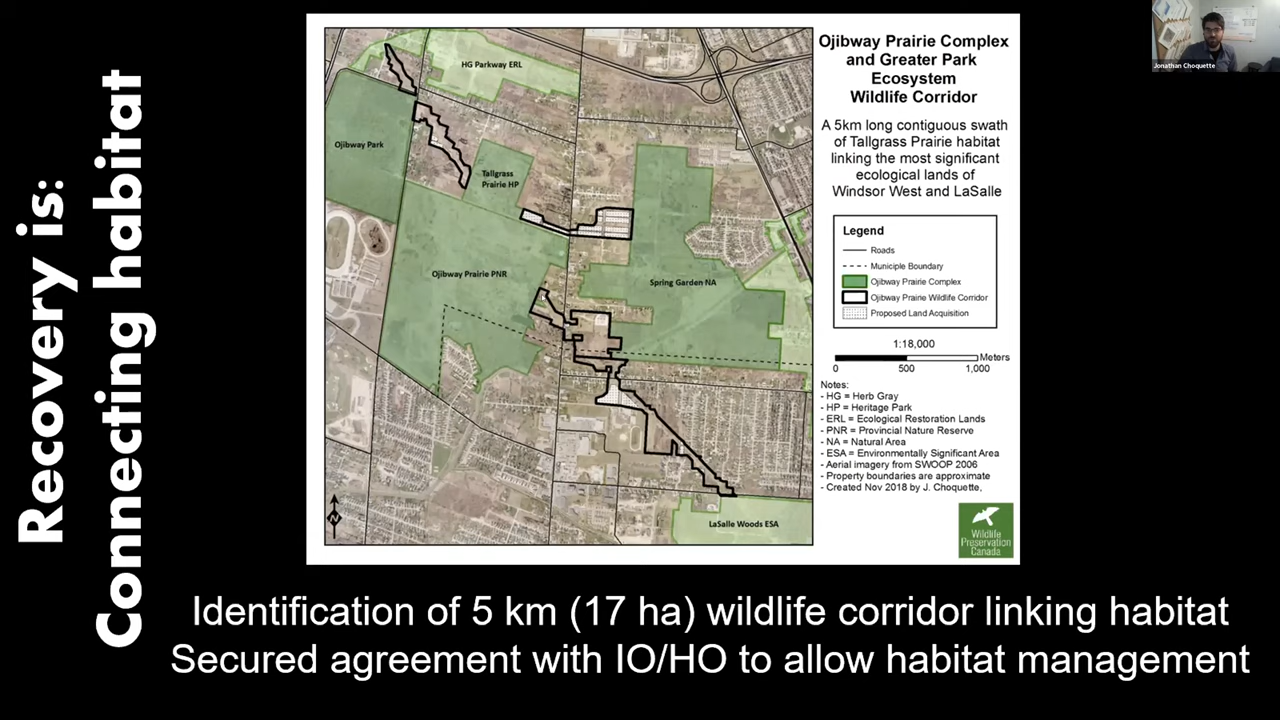 Recovery is:
Connecting habitat
HG Parkway ERL
Ojibway Park
Tallgrass
Prairie HP
Ojibway Prairie PNR
Spring Garden NA
LaSalle Woods ESA
N
Ojibway Prairie Complex
and Greater Park
Ecosystem
Wildlife Corridor
A 5km long contiguous swath
of Tallgrass Prairie habitat
linking the most significant
ecological lands of
Windsor West and LaSalle
Legend
Roads
Municiple Boundary
Ojibway Prairie Complex
Ojibway Prairie Wildlife Corridor
Proposed Land Acquisition
1:18,000
Meters
0 500 1,000
Notes:
- HG = Herb Gray
- HP = Heritage Park
- ERL = Ecological Restoration Lands
- PNR = Provincial Nature Reserve
- NA = Natural Area
- ESA = Environmentally Significant Area
- Aerial imagery from SWOOP 2006
- Property boundaries are approximate
- Created Nov 2018 by J. Choquette,
Wildlife
Preservation
Canada
Jonathan Choquette
Identification of 5 km (17 ha) wildlife corridor linking habitat
Secured agreement with IO/HO to allow habitat management